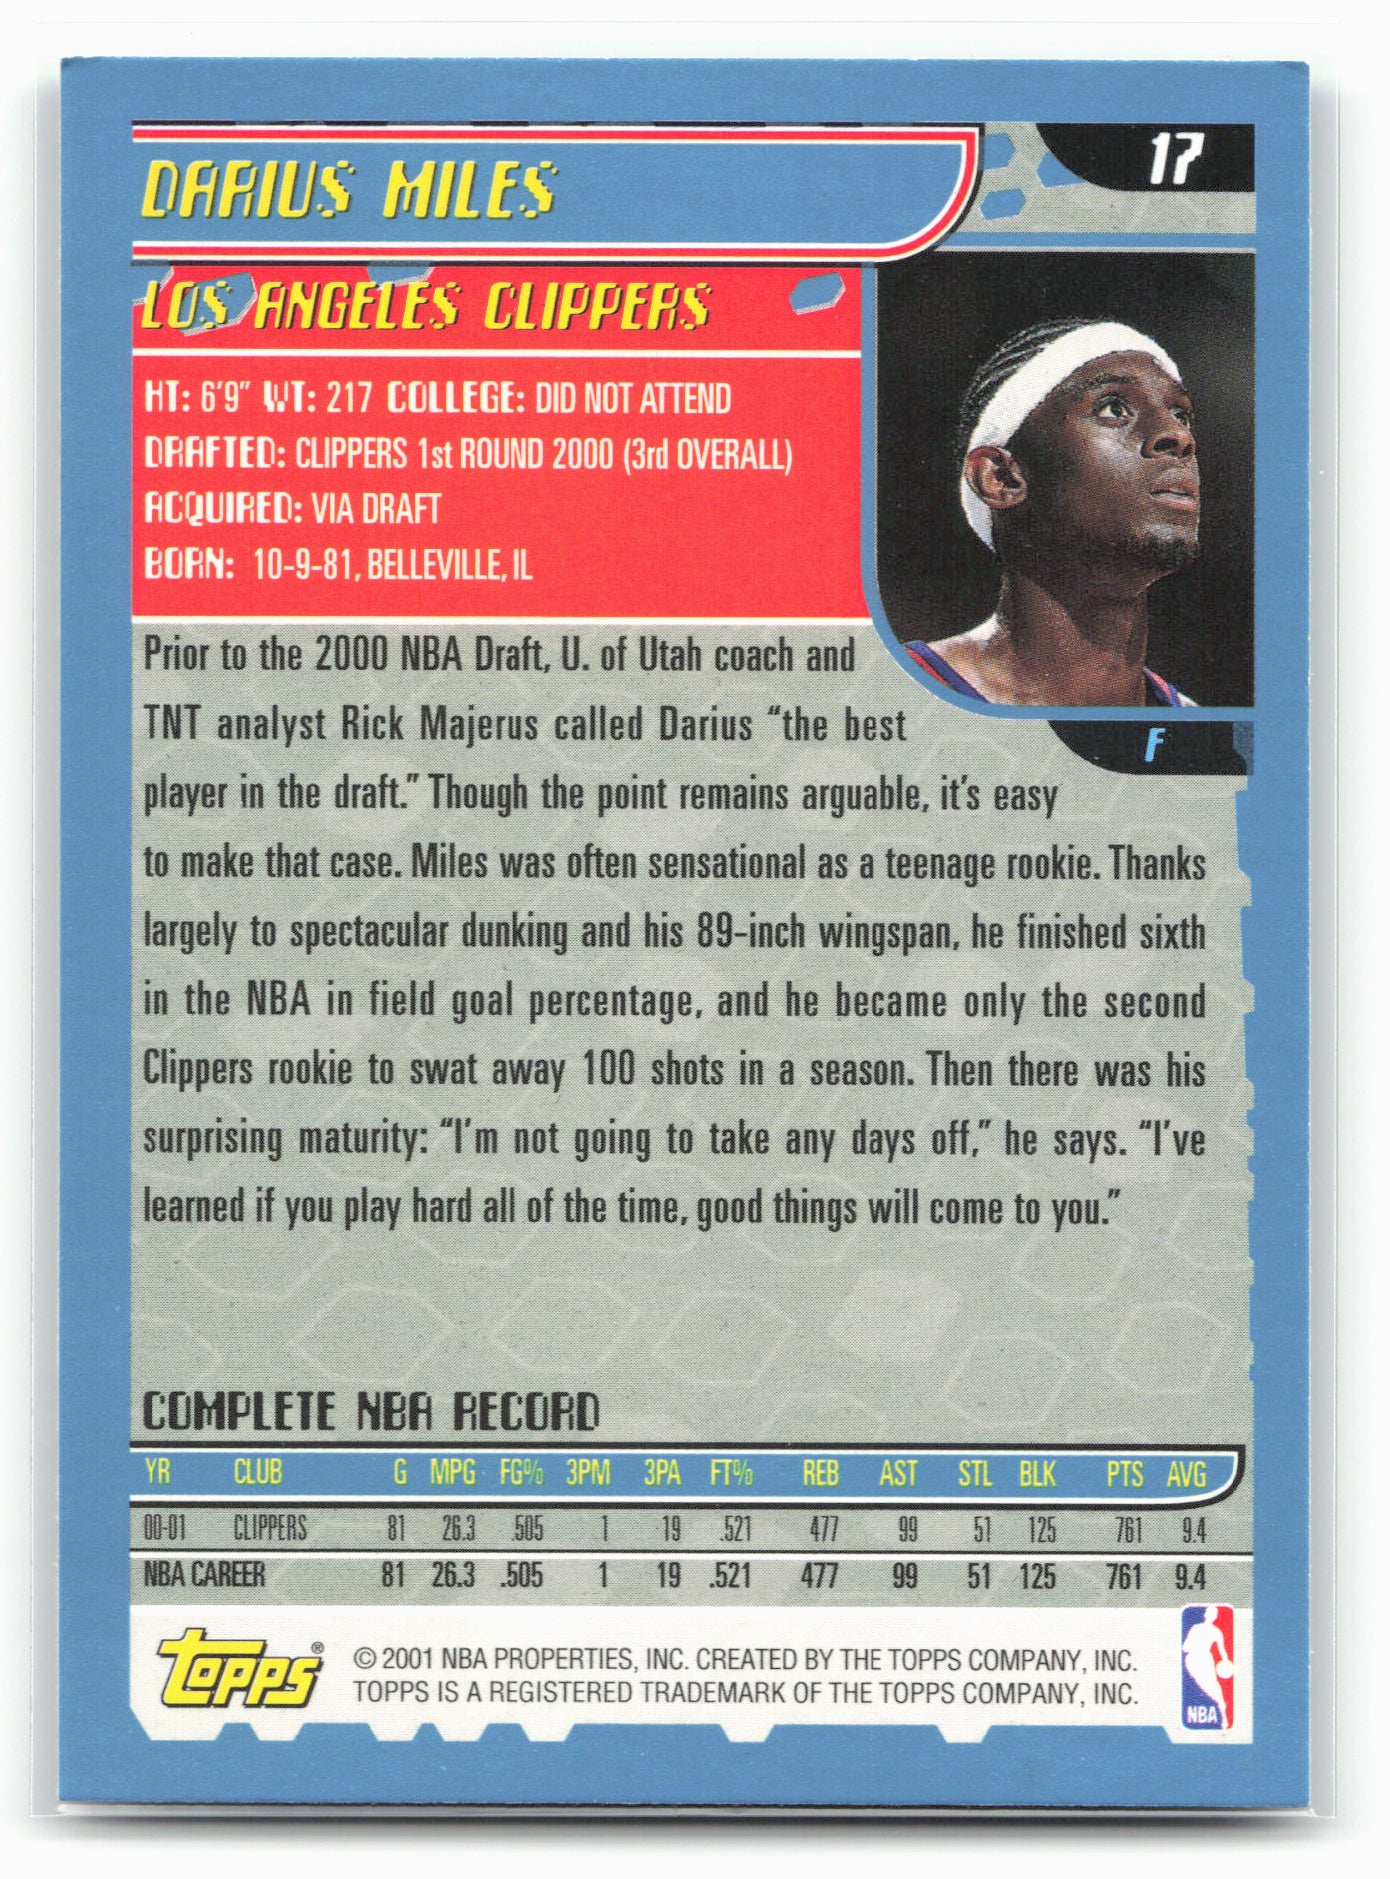 DARIUS MILES
17
LOS ANGELES CLIPPERS
HT: 6'9" WT: 217 COLLEGE: DID NOT ATTEND
DRAFTED: CLIPPERS 1st ROUND 2000 (3rd OVERALL)
ACQUIRED: VIA DRAFT
BORN: 10-9-81, BELLEVILLE, IL
F
Prior to the 2000 NBA Draft, U. of Utah coach and
TNT analyst Rick Majerus called Darius “the best
player in the draft.” Though the point remains arguable, it's easy
to make that case. Miles was often sensational as a teenage rookie. Thanks
largely to spectacular dunking and his 89-inch wingspan, he finished sixth
in the NBA in field goal percentage, and he became only the second
Clippers rookie to swat away 100 shots in a season. Then there was his
surprising maturity: “I'm not going to take any days off,” he says. “I've
learned if you play hard all of the time, good things will come to you.”
COMPLETE NBA RECORD
YR CLUB G MPG FG% 3PM 3PA FT% REB AST STL BLK PTS AVG
00-01 CLIPPERS 81 26.3 .505 1 19 .521 477 99 51 125 761 9.4
NBA CAREER 81 26.3 .505 1 19 .521 477 99 51 125 761 9.4
TOPPS® © 2001 NBA PROPERTIES, INC. CREATED BY THE TOPPS COMPANY, INC.
TOPPS IS A REGISTERED TRADEMARK OF THE TOPPS COMPANY, INC.
NBA